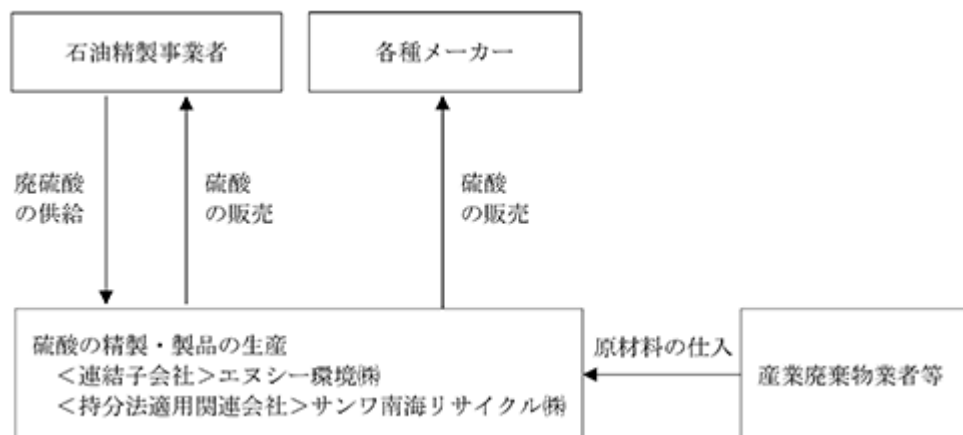 石油精製事業者
各種メーカー
廃硫酸
の供給
硫酸
の販売
硫酸
の販売
硫酸の精製・製品の生産
＜連結子会社＞エヌシー環境㈱
＜持分法適用関連会社＞サンワ南海リサイクル㈱
原材料の仕入
産業廃棄物業者等